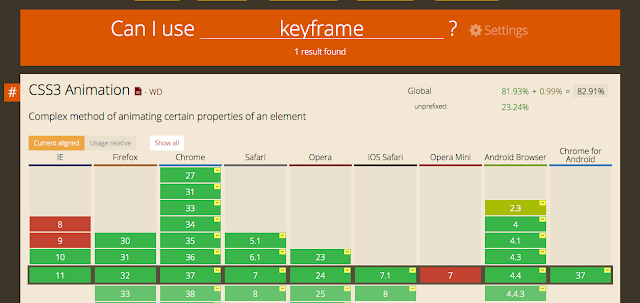 Can I use keyframe ? Settings
1 result found
#
CSS3 Animation - WD
Global 81.93% + 0.99% = 82.91%
unprefixed: 23.24%
Complex method of animating certain properties of an element
Current aligned Usage relative Show all
IE Firefox Chrome Safari Opera iOS Safari Opera Mini Android Browser Chrome for Android
27
31
33 2.3
8 34 4
9 30 35 5.1 4.1
10 31 36 6.1 23 4.3
11 32 37 7 24 7.1 7 4.4 37
33 38 8 25 8 4.4.3